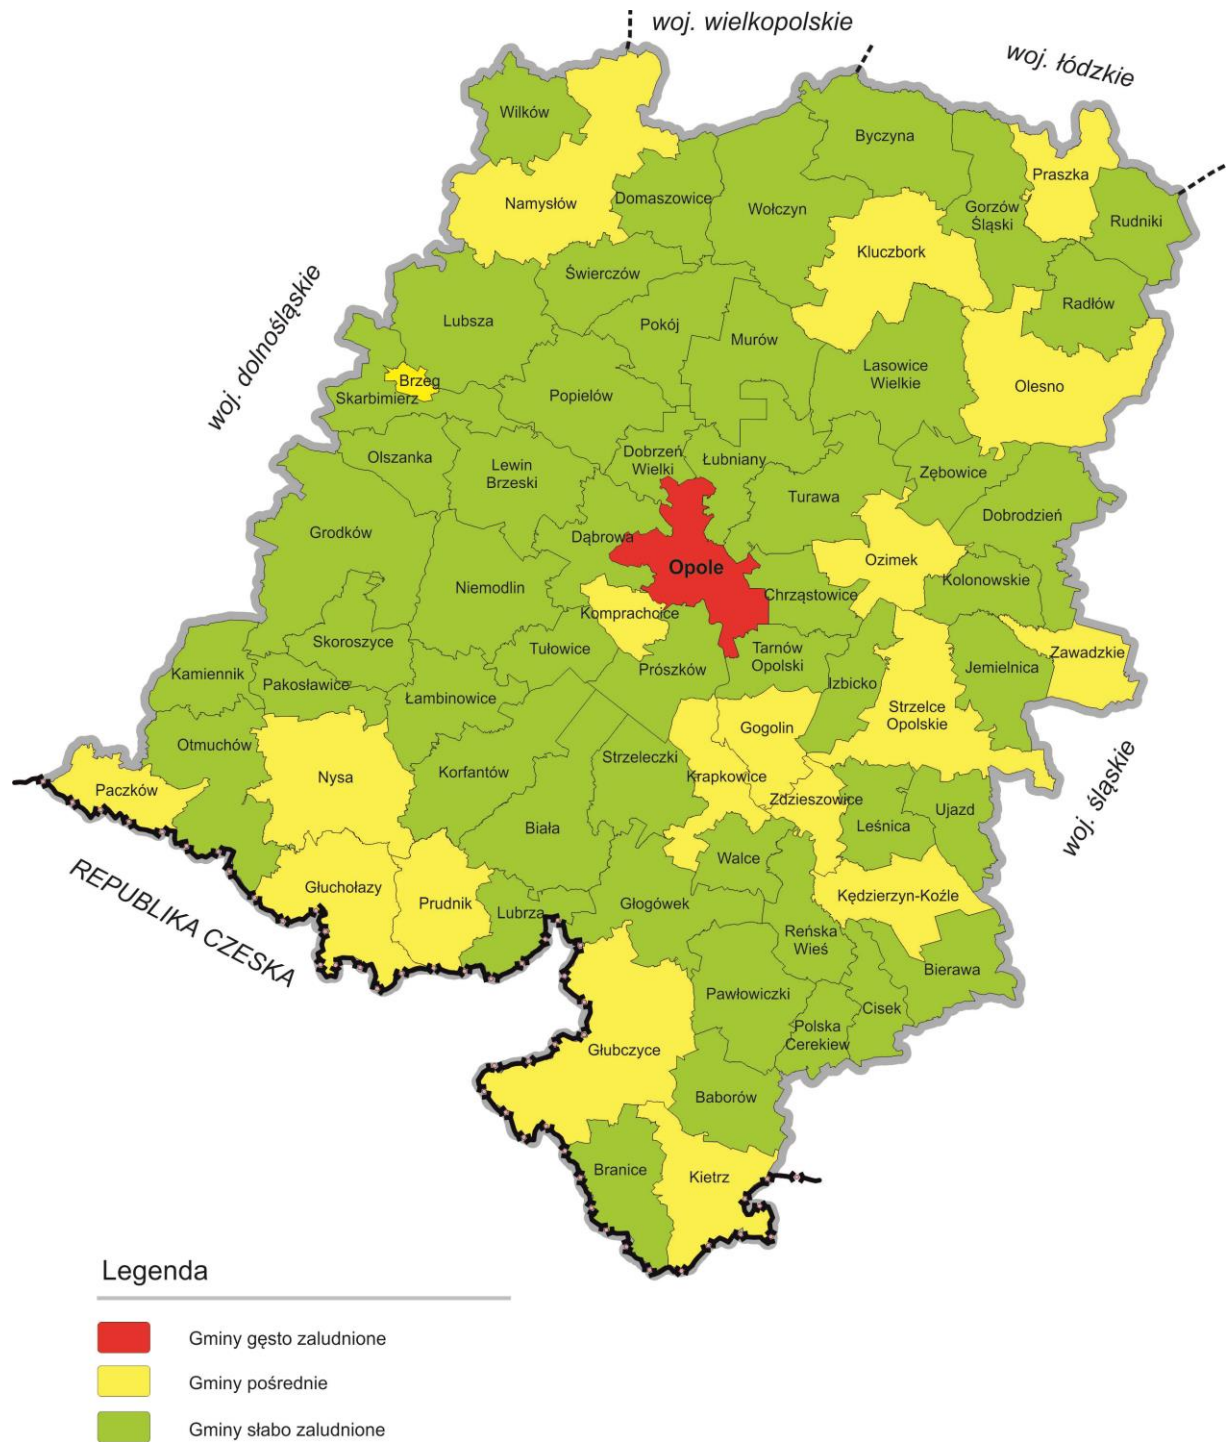 woj. wielkopolskie
woj. łódzkie
Wilków
Byczyna
Praszka
Namysłów
Domaszowice
Wołczyn
Gorzów
Śląski
Rudniki
Kluczbork
Świerczów
Radłów
woj. dolnośląskie
Lubsza
Pokój
Murów
Lasowice
Wielkie
Olesno
Brzeg
Skarbimierz
Popielów
Olszanka
Lewin
Brzeski
Dobrzeń
Wielki
Łubniany
Zębowice
Turawa
Dobrodzień
Grodków
Dąbrowa
Opole
Ozimek
Kolonowskie
Niemodlin
Chrząstowice
Komprachcice
Skoroszyce
Tułowice
Prószków
Tarnów
Opolski
Zawadzkie
Jemielnica
Kamiennik
Pakosławice
Łambinowice
Izbicko
Strzelce
Opolskie
Otmuchów
Gogolin
Strzeleczki
Korfantów
Nysa
Krapkowice
Zdzieszowice
Paczków
Ujazd
woj. śląskie
Leśnica
Biała
Walce
REPUBLIKA CZESKA
Głuchołazy
Prudnik
Lubrza
Głogówek
Kędzierzyn-Koźle
Reńska
Wieś
Bierawa
Pawłowiczki
Cisek
Polska
Cerekiew
Głubczyce
Baborów
Branice
Kietrz
Legenda
Gminy gęsto zaludnione
Gminy pośrednie
Gminy słabo zaludnione